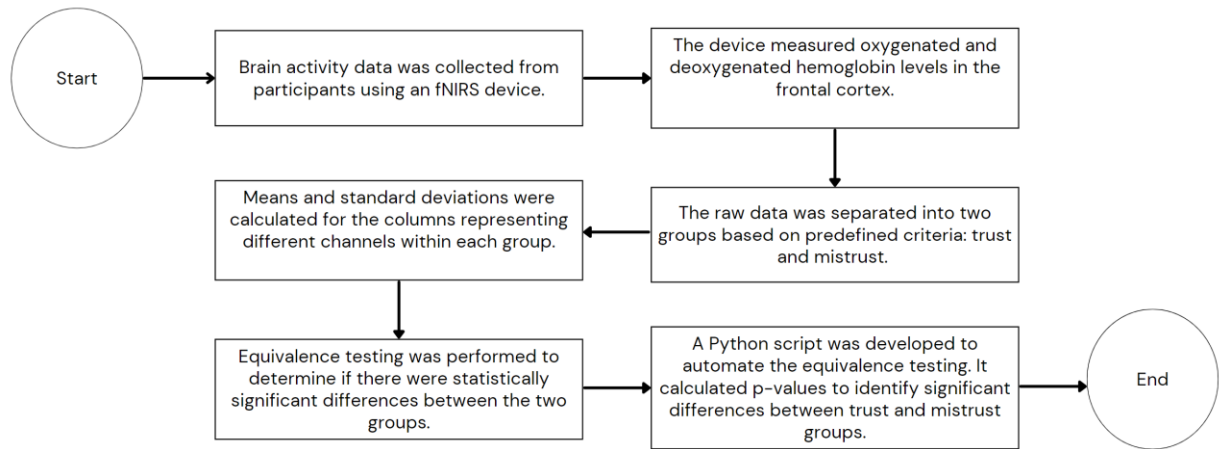 Start
Brain activity data was collected from
participants using an fNIRS device.
The device measured oxygenated and
deoxygenated hemoglobin levels in the
frontal cortex.
The raw data was separated into two
groups based on predefined criteria: trust
and mistrust.
Means and standard deviations were
calculated for the columns representing
different channels within each group.
Equivalence testing was performed to
determine if there were statistically
significant differences between the two
groups.
A Python script was developed to
automate the equivalence testing. It
calculated p-values to identify significant
differences between trust and mistrust
groups.
End